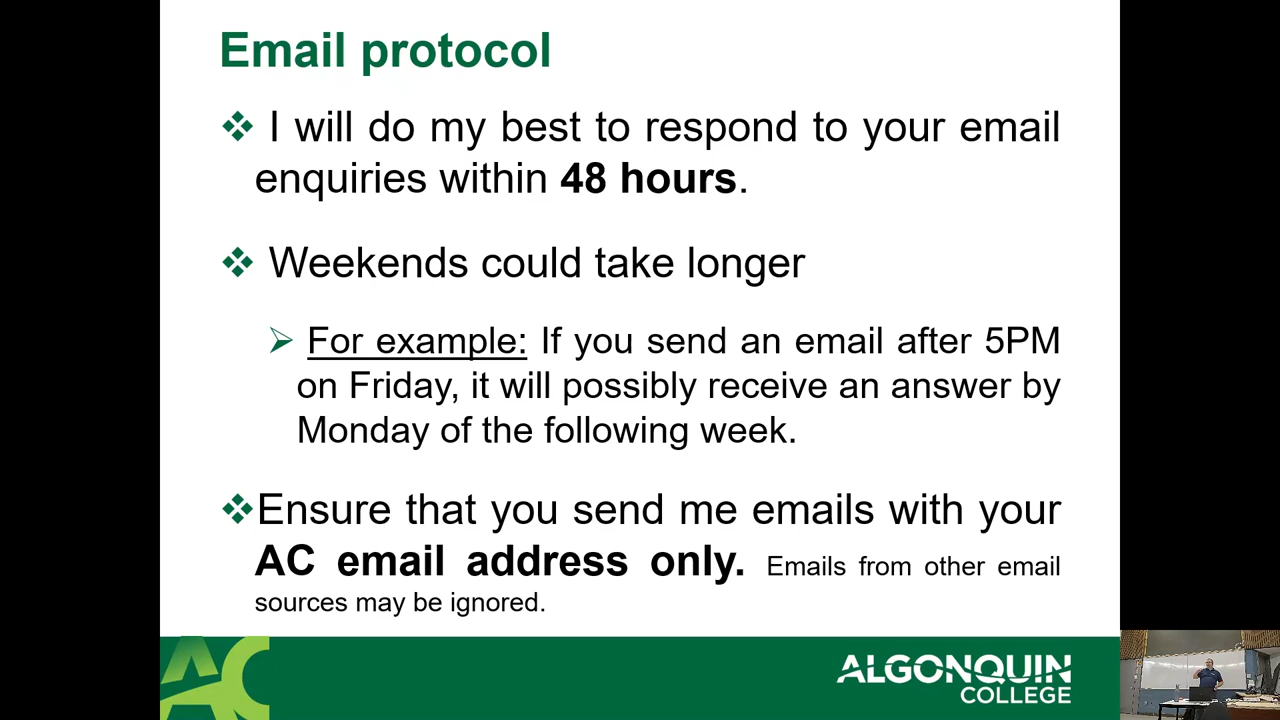 Email protocol
I will do my best to respond to your email
enquiries within 48 hours.
Weekends could take longer
For example: If you send an email after 5PM
on Friday, it will possibly receive an answer by
Monday of the following week.
Ensure that you send me emails with your
AC email address only. Emails from other email
sources may be ignored.
AC
ALGONQUIN
COLLEGE